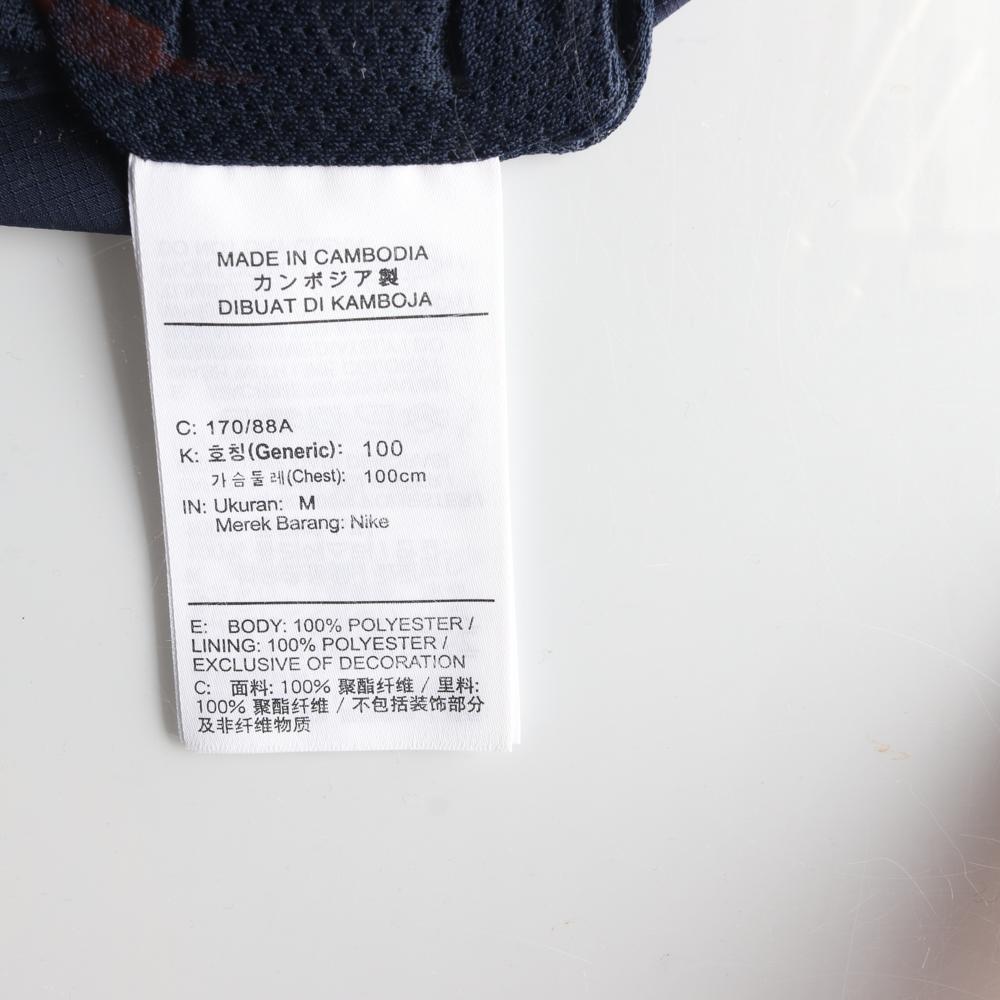 MADE IN CAMBODIA
カンボジア製
DIBUAT DI KAMBOJA
C: 170/88A
K: 호칭(Generic): 100
가슴둘레(Chest): 100cm
IN: Ukuran: M
Merek Barang: Nike
E: BODY: 100% POLYESTER /
LINING: 100% POLYESTER /
EXCLUSIVE OF DECORATION
C: 面料: 100% 聚酯纤维 / 里料:
100% 聚酯纤维 / 不包括装饰部分
及非纤维物质